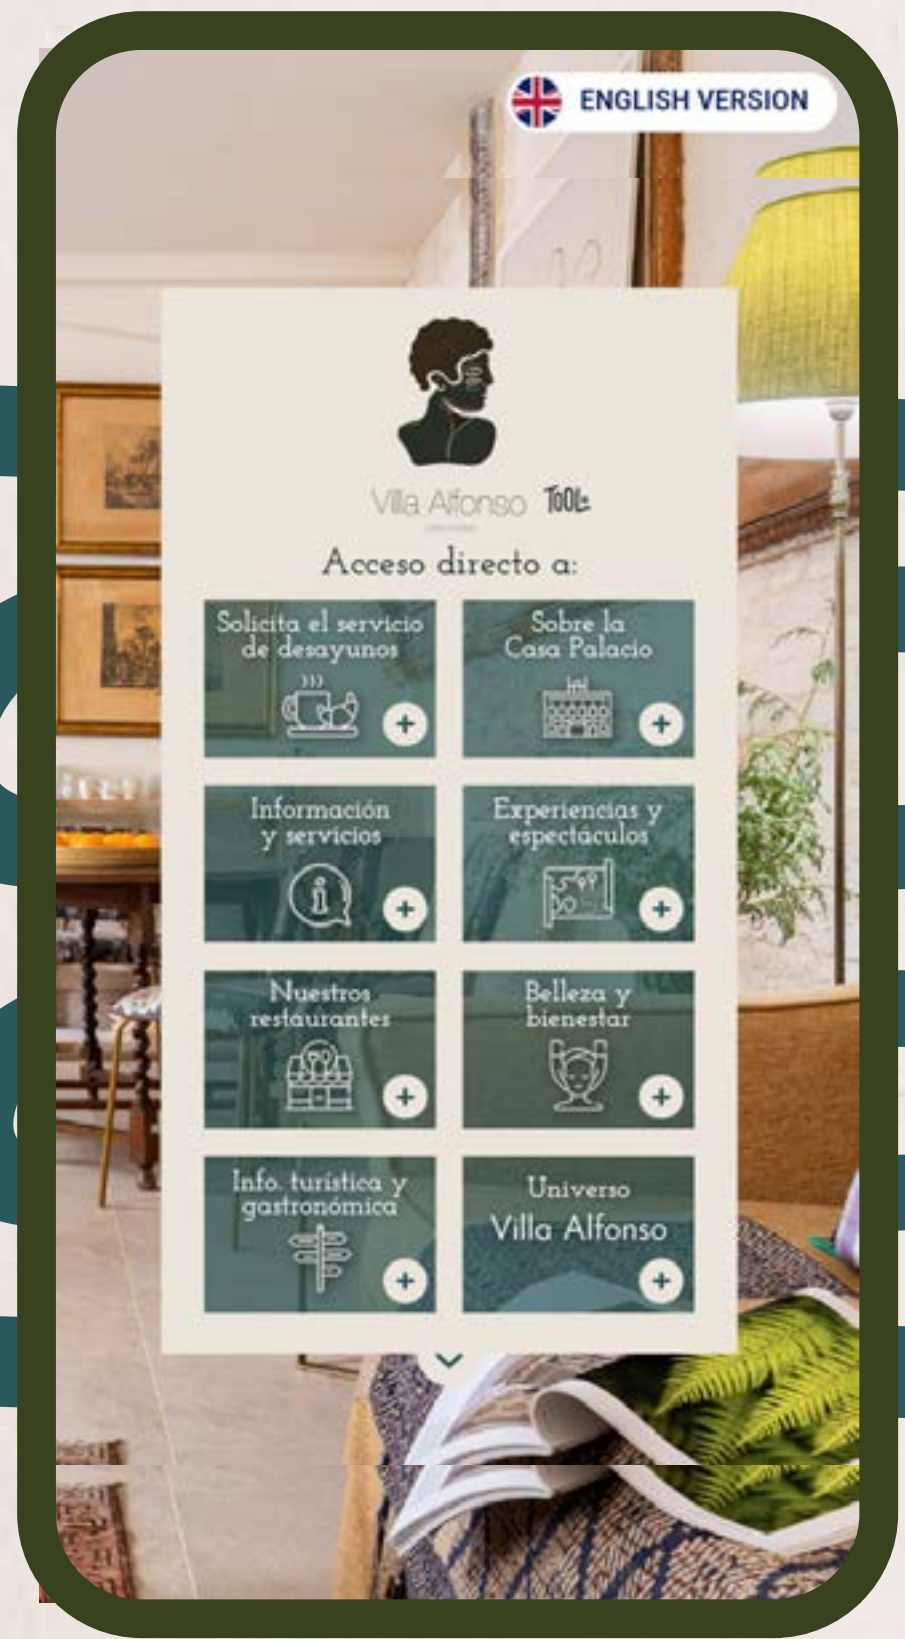 ENGLISH VERSION
Villa Alfonso TOOLS
Acceso directo a:
Solicita el servicio
de desayunos
Sobre la
Casa Palacio
Información
y servicios
Experiencias y
espectáculos
Nuestros
restaurantes
Belleza y
bienestar
Info. turística y
gastronómica
Universo
Villa Alfonso